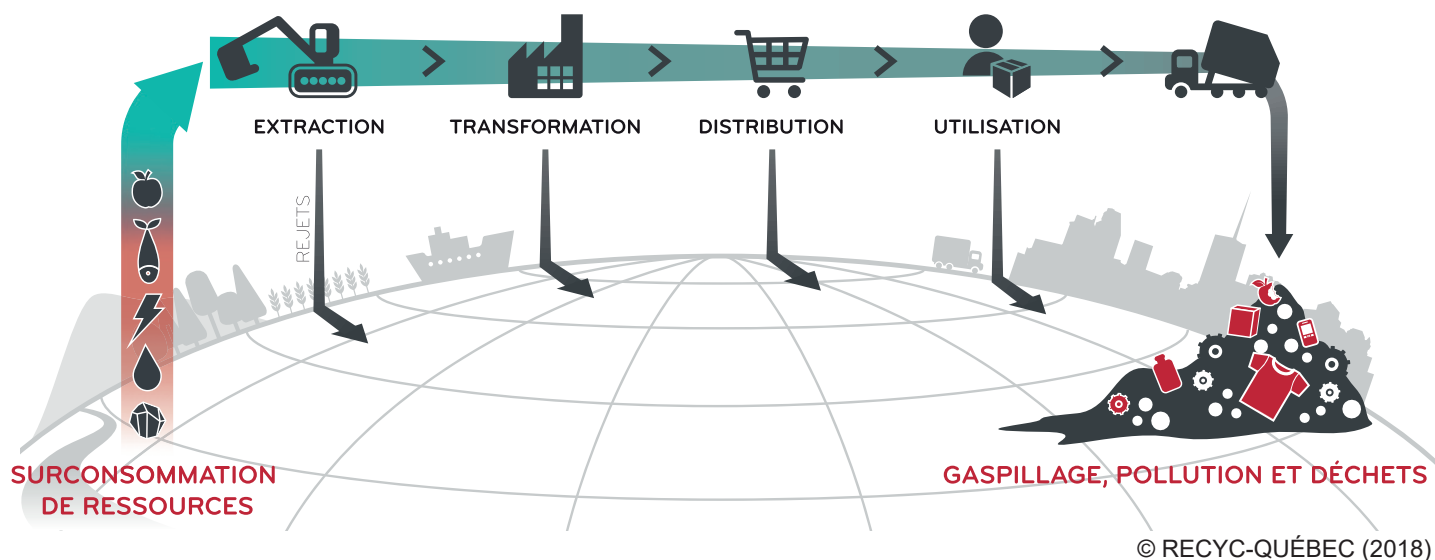 EXTRACTION
TRANSFORMATION
DISTRIBUTION
UTILISATION
REJETS
SURCONSOMMATION
DE RESSOURCES
GASPILLAGE, POLLUTION ET DÉCHETS
© RECYC-QUÉBEC (2018)